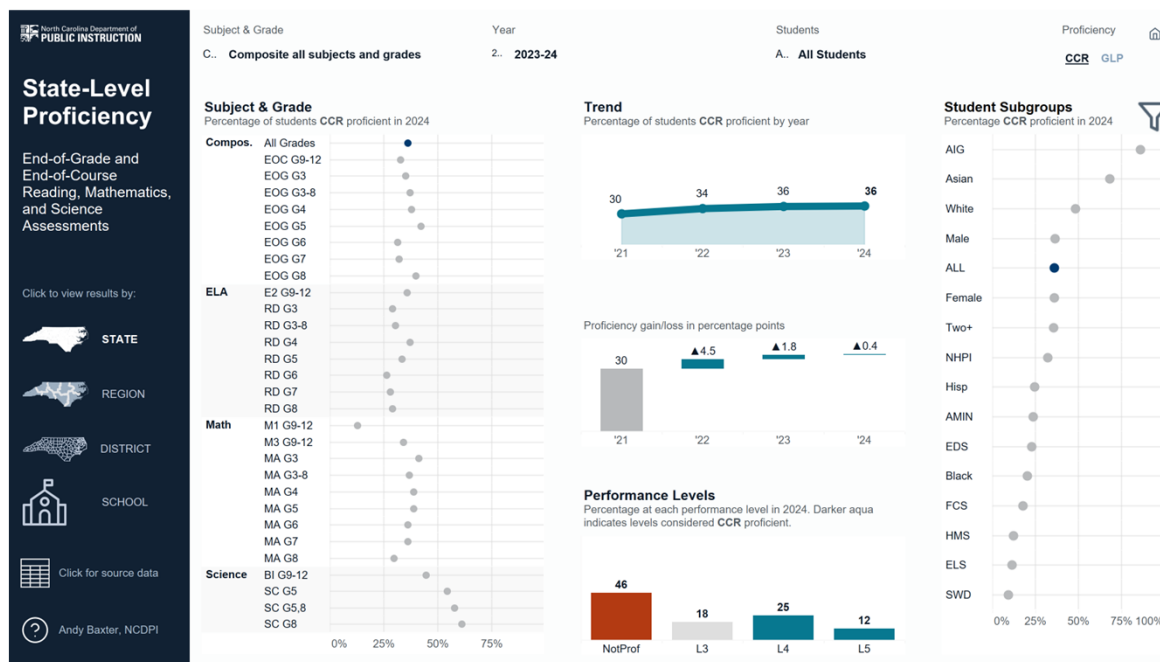 North Carolina Department of
PUBLIC INSTRUCTION
State-Level
Proficiency
End-of-Grade and
End-of-Course
Reading, Mathematics,
and Science
Assessments
Click to view results by:
STATE
REGION
DISTRICT
SCHOOL
Click for source data
? Andy Baxter, NCDPI
Subject & Grade
C.. Composite all subjects and grades
Year
2.. 2023-24
Students
A.. All Students
Proficiency
CCR GLP
Subject & Grade
Percentage of students CCR proficient in 2024
Compos. All Grades
EOC G9-12
EOG G3
EOG G3-8
EOG G4
EOG G5
EOG G6
EOG G7
EOG G8
ELA E2 G9-12
RD G3
RD G3-8
RD G4
RD G5
RD G6
RD G7
RD G8
Math M1 G9-12
M3 G9-12
MA G3
MA G3-8
MA G4
MA G5
MA G6
MA G7
MA G8
Science BI G9-12
SC G5
SC G5,8
SC G8
0% 25% 50% 75%
Trend
Percentage of students CCR proficient by year
30 34 36 36
'21 '22 '23 '24
Proficiency gain/loss in percentage points
30 ▲4.5 ▲1.8 ▲0.4
'21 '22 '23 '24
Performance Levels
Percentage at each performance level in 2024. Darker aqua
indicates levels considered CCR proficient.
46 18 25 12
NotProf L3 L4 L5
Student Subgroups
Percentage CCR proficient in 2024
AIG
Asian
White
Male
ALL
Female
Two+
NHPI
Hisp
AMIN
EDS
Black
FCS
HMS
ELS
SWD
0% 25% 50% 75% 100%